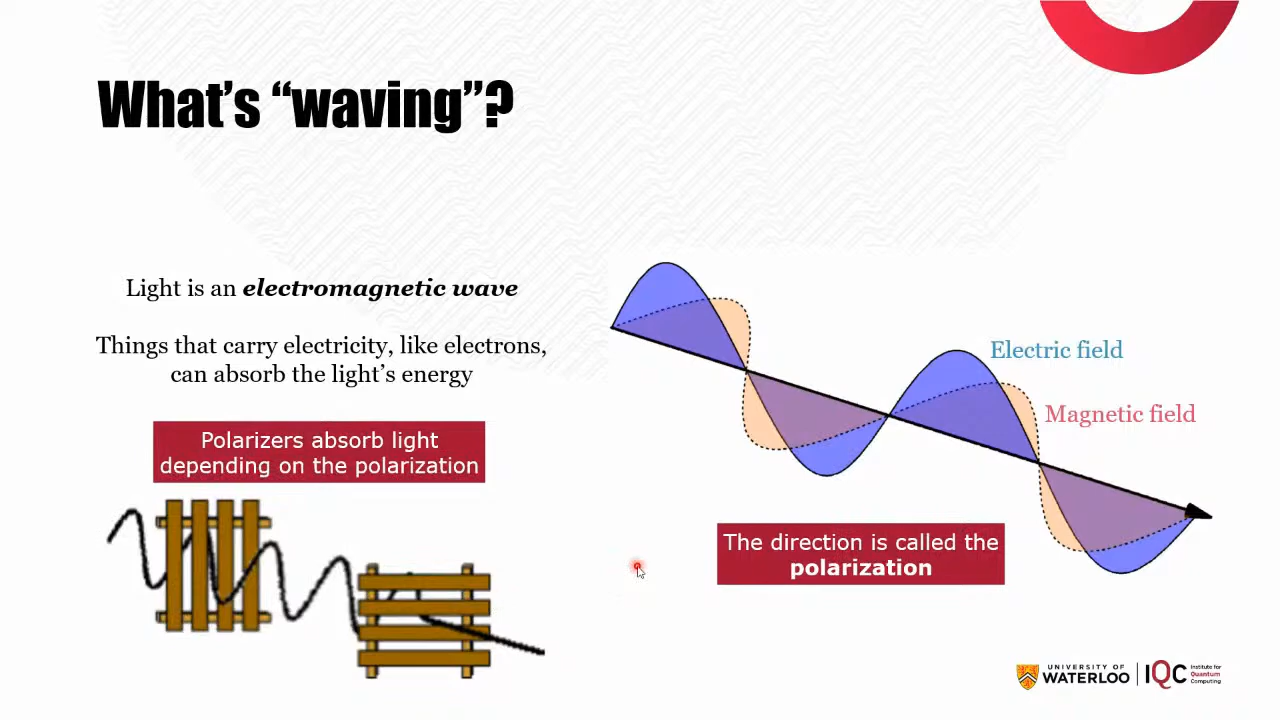 What’s “waving”?
Light is an electromagnetic wave
Things that carry electricity, like electrons,
can absorb the light’s energy
Polarizers absorb light
depending on the polarization
Electric field
Magnetic field
The direction is called the
polarization
UNIVERSITY OF
WATERLOO
IQC
Institute for
Quantum
Computing